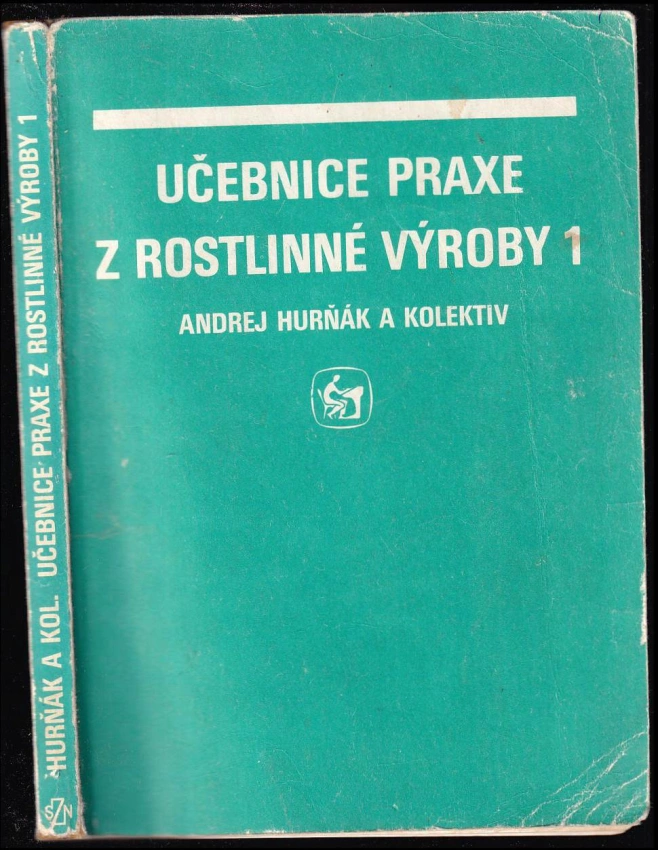 UČEBNICE PRAXE
Z ROSTLINNÉ VÝROBY 1
ANDREJ HURŇÁK A KOLEKTIV
HURŇÁK A KOL. UČEBNICE PRAXE Z ROSTLINNÉ VÝROBY 1
SZN